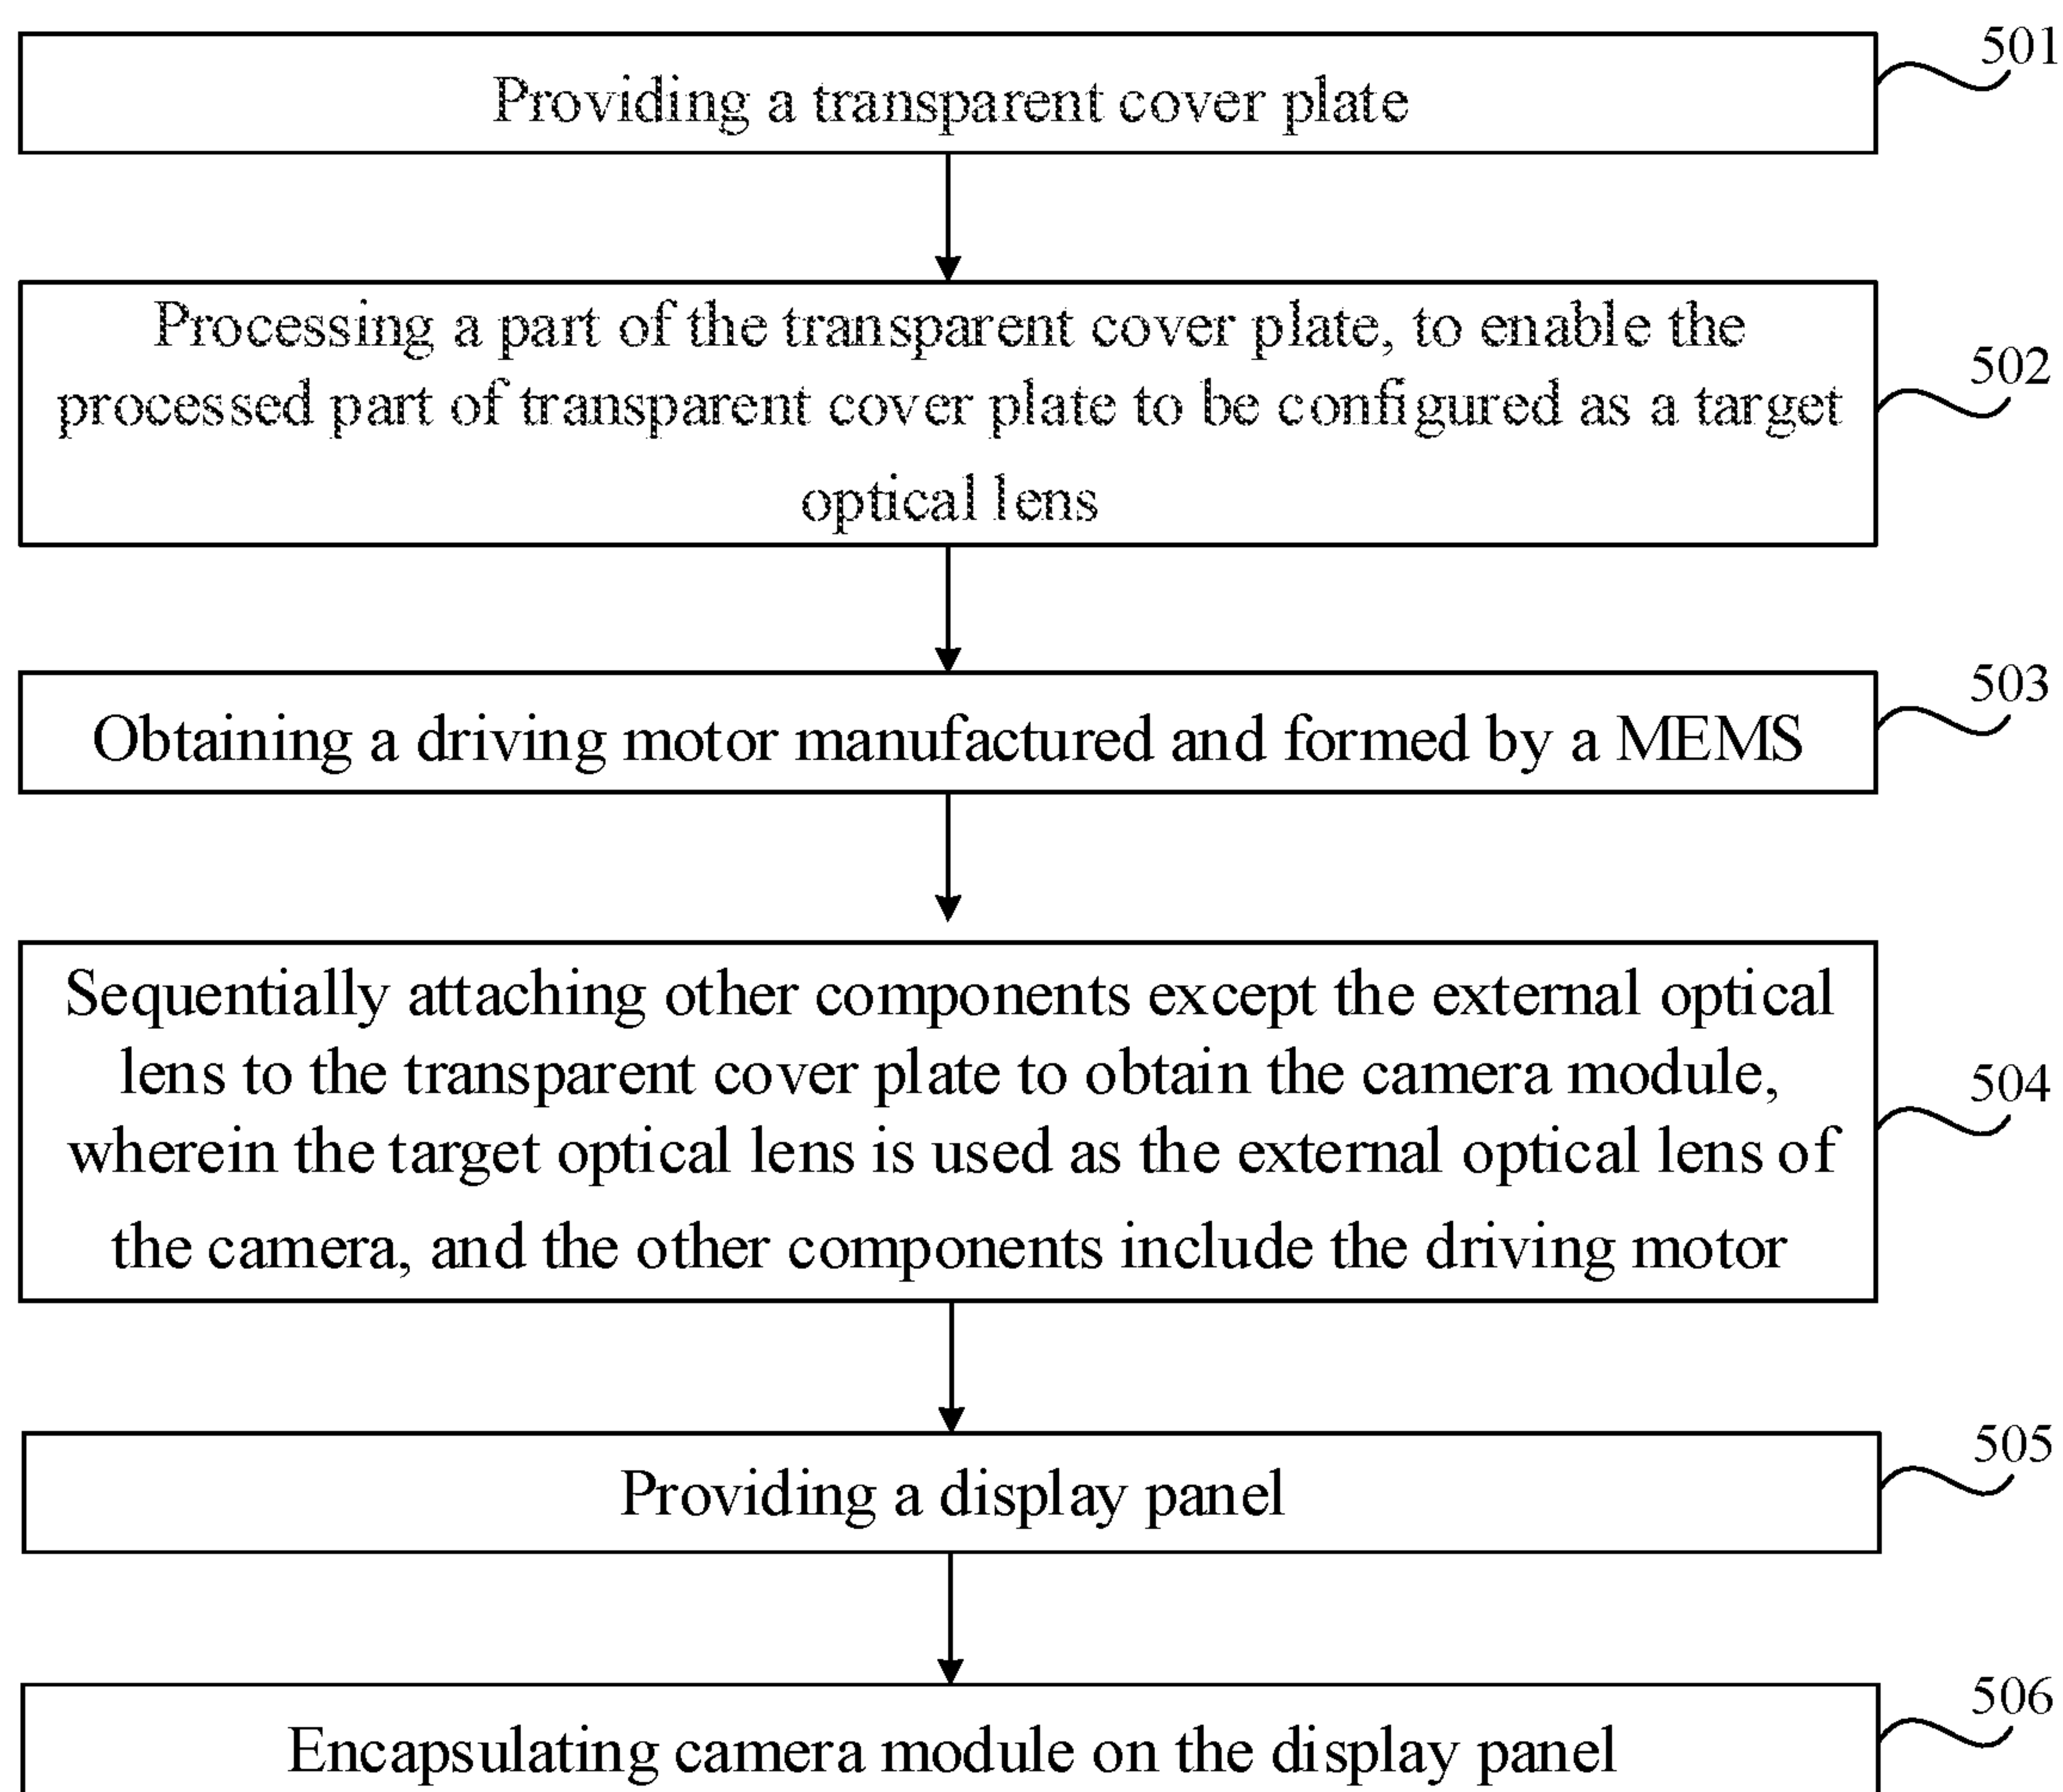 501
Providing a transparent cover plate
Processing a part of the transparent cover plate, to enable the
502
processed part of transparent cover plate to be configured as a target
optical lens
503
Obtaining a driving motor manufactured and formed by a MEMS
Sequentially attaching other components except the external optical
lens to the transparent cover plate to obtain the camera module,
504
wherein the target optical lens is used as the external optical lens of
the camera, and the other components include the driving motor
505
Providing a display panel
506
Encapsulating camera module on the display panel